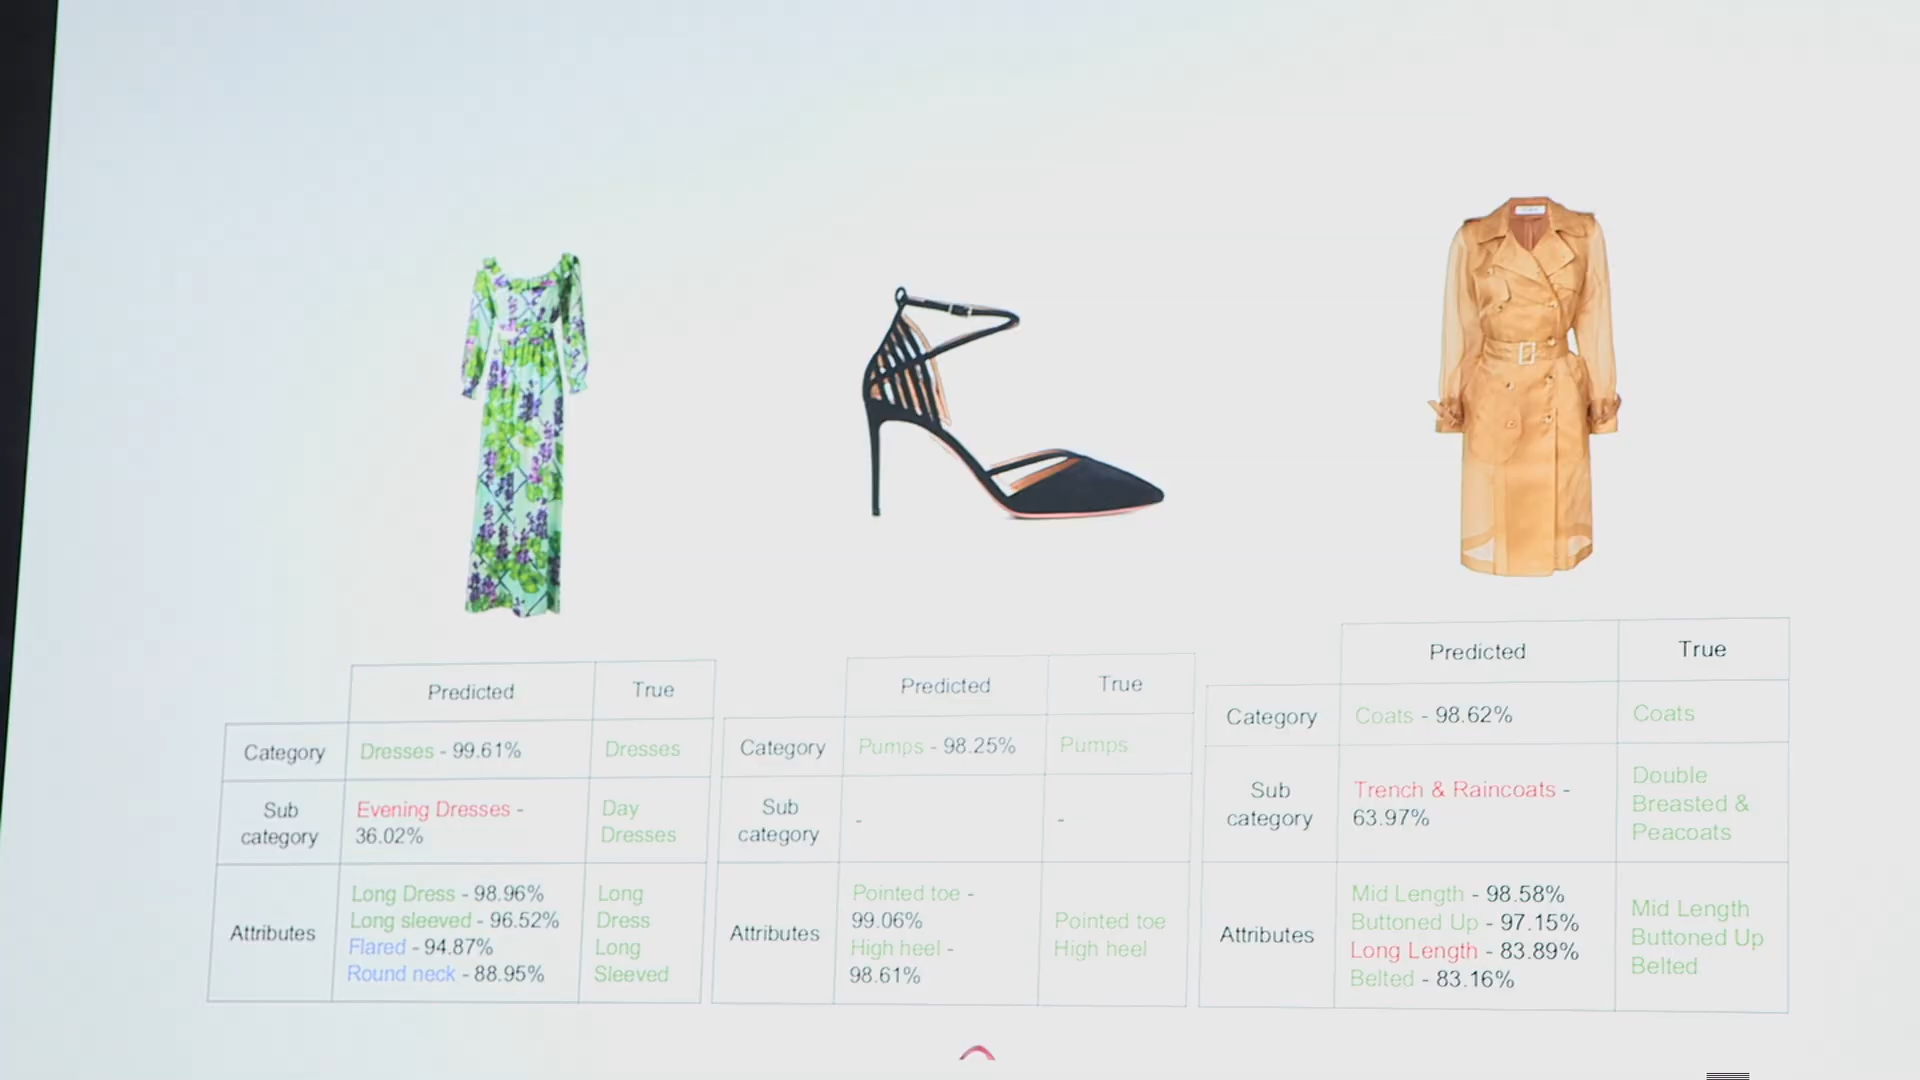 Predicted True
Category Dresses - 99.61% Dresses
Sub category Evening Dresses - 36.02% Day Dresses
Attributes
Long Dress - 98.96%
Long sleeved - 96.52%
Flared - 94.87%
Round neck - 88.95%
Long
Dress
Long
Sleeved
Predicted True
Category Pumps - 98.25% Pumps
Sub category - -
Attributes
Pointed toe -
99.06%
High heel -
98.61%
Pointed toe
High heel
Predicted True
Category Coats - 98.62% Coats
Sub category
Trench & Raincoats -
63.97%
Double
Breasted &
Peacoats
Attributes
Mid Length - 98.58%
Buttoned Up - 97.15%
Long Length - 83.89%
Belted - 83.16%
Mid Length
Buttoned Up
Belted